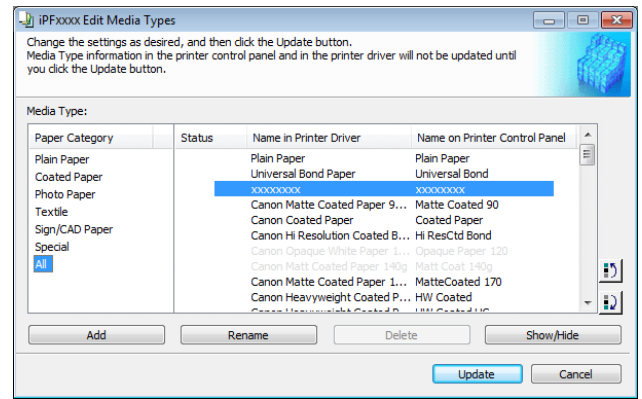 iPFxxxx Edit Media Types
Change the settings as desired, and then click the Update button.
Media Type information in the printer control panel and in the printer driver will not be updated until
you click the Update button.
Media Type:
Paper Category Status Name in Printer Driver Name on Printer Control Panel
Plain Paper
Coated Paper
Photo Paper
Textile
Sign/CAD Paper
Special
All
Plain Paper Plain Paper
Universal Bond Paper Universal Bond
xxxxxxxx xxxxxxxx
Canon Matte Coated Paper 9... Matte Coated 90
Canon Coated Paper Coated Paper
Canon Hi Resolution Coated B... Hi ResCtd Bond
Canon Opaque White Paper 1... Opaque Paper 120
Canon Matt Coated Paper 140g Matt Coat 140g
Canon Matte Coated Paper 1... MatteCoated 170
Canon Heavyweight Coated P... HW Coated
Add Rename Delete Show/Hide
Update Cancel